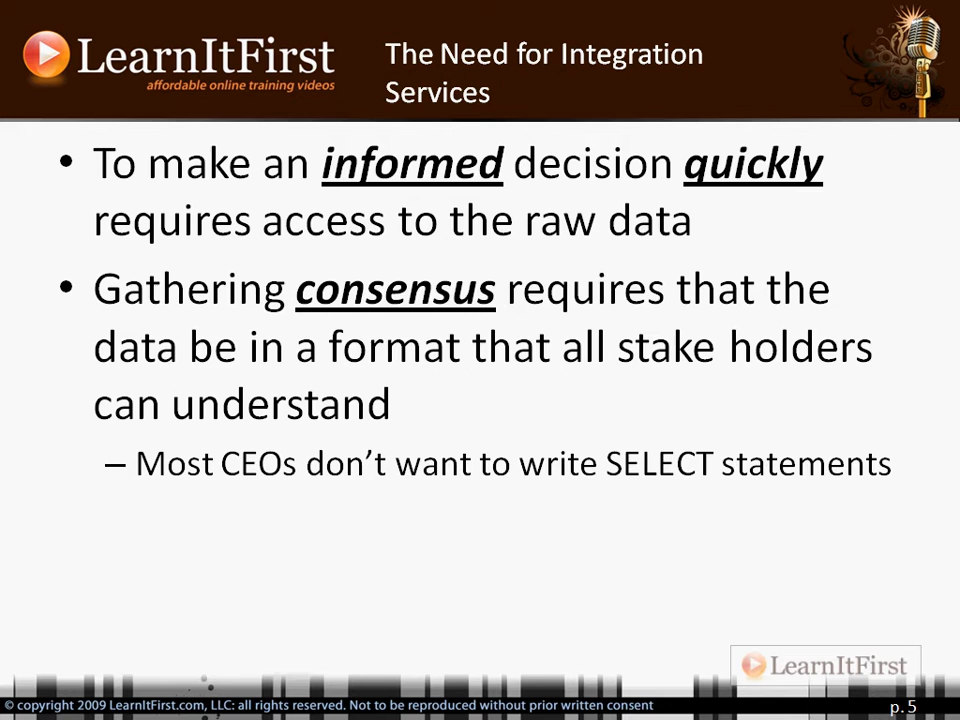 LearnItFirst
affordable online training videos
The Need for Integration
Services
• To make an informed decision quickly
requires access to the raw data
• Gathering consensus requires that the
data be in a format that all stake holders
can understand
– Most CEOs don’t want to write SELECT statements
LearnItFirst
© copyright 2009 LearnItFirst.com, LLC: all rights reserved. Not to be reproduced without prior written consent
p.5